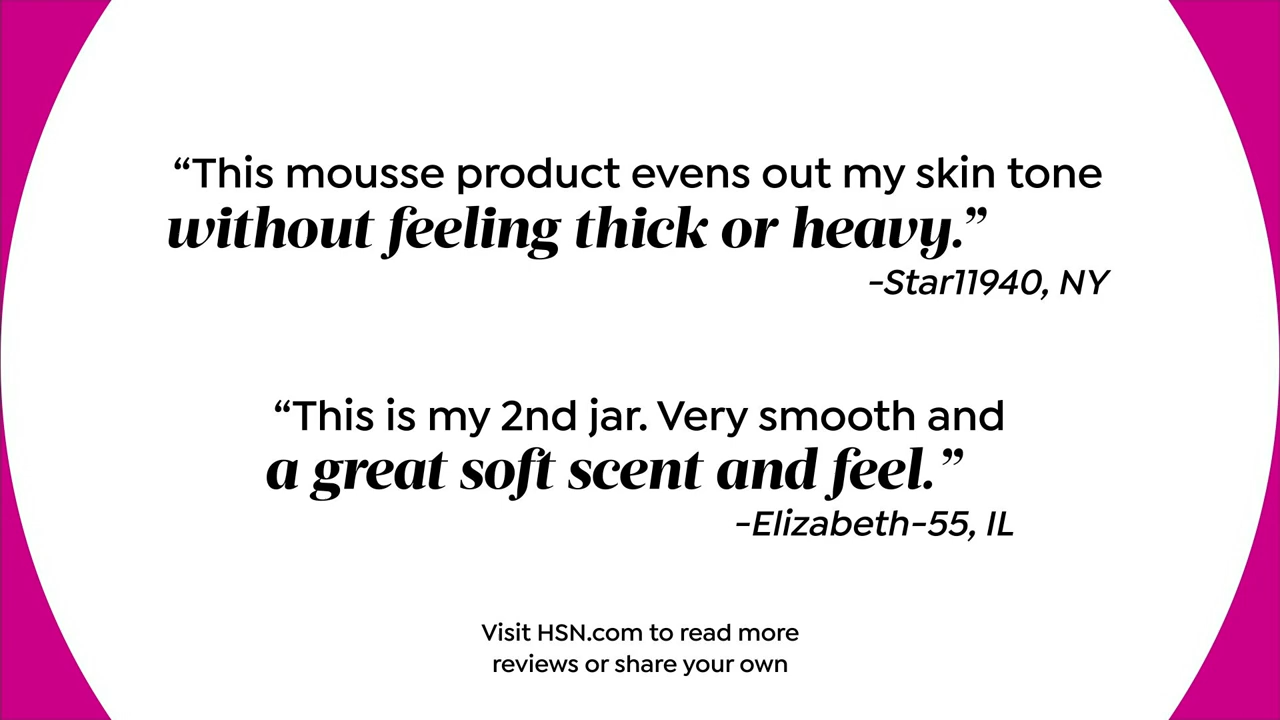 “This mousse product evens out my skin tone
without feeling thick or heavy.”
-Star11940, NY
“This is my 2nd jar. Very smooth and
a great soft scent and feel.”
-Elizabeth-55, IL
Visit HSN.com to read more
reviews or share your own